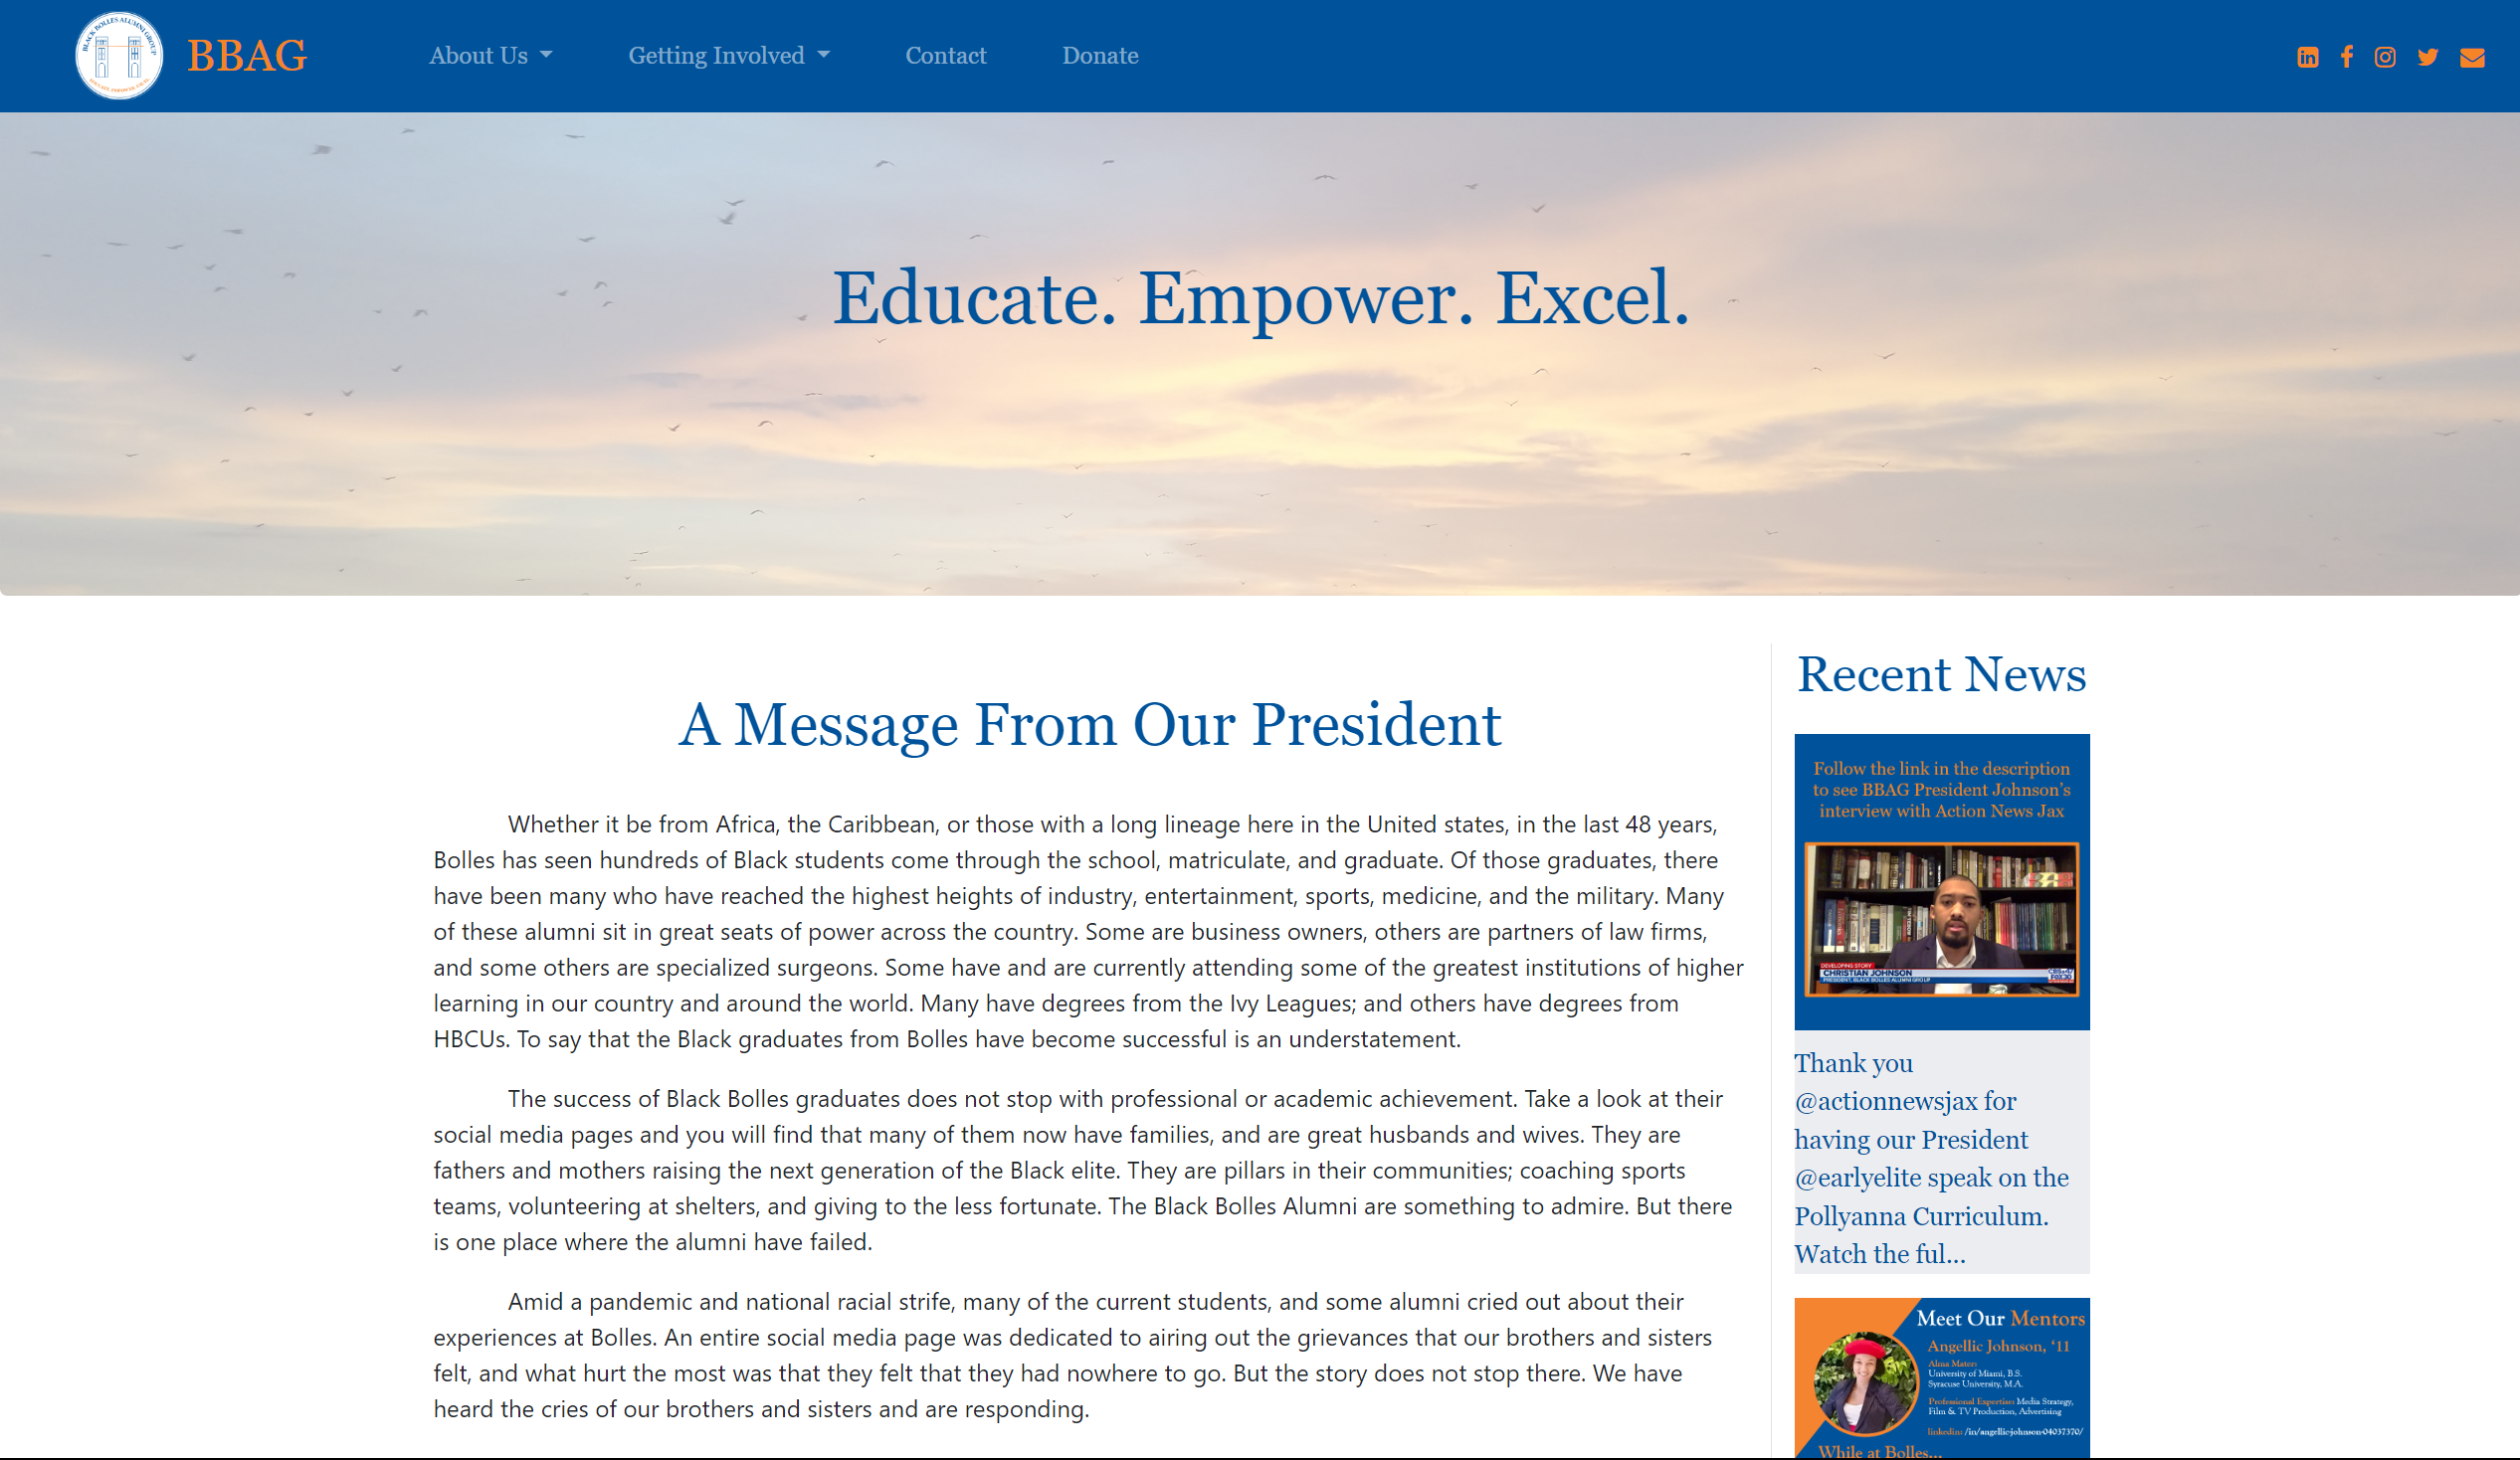 BLACK BOLLES ALUMNI GROUP
EDUCATE. EMPOWER. EXCEL.
BBAG
About Us
Getting Involved
Contact
Donate
Educate. Empower. Excel.
A Message From Our President
Whether it be from Africa, the Caribbean, or those with a long lineage here in the United states, in the last 48 years,
Bolles has seen hundreds of Black students come through the school, matriculate, and graduate. Of those graduates, there
have been many who have reached the highest heights of industry, entertainment, sports, medicine, and the military. Many
of these alumni sit in great seats of power across the country. Some are business owners, others are partners of law firms,
and some others are specialized surgeons. Some have and are currently attending some of the greatest institutions of higher
learning in our country and around the world. Many have degrees from the Ivy Leagues; and others have degrees from
HBCUs. To say that the Black graduates from Bolles have become successful is an understatement.
The success of Black Bolles graduates does not stop with professional or academic achievement. Take a look at their
social media pages and you will find that many of them now have families, and are great husbands and wives. They are
fathers and mothers raising the next generation of the Black elite. They are pillars in their communities; coaching sports
teams, volunteering at shelters, and giving to the less fortunate. The Black Bolles Alumni are something to admire. But there
is one place where the alumni have failed.
Amid a pandemic and national racial strife, many of the current students, and some alumni cried out about their
experiences at Bolles. An entire social media page was dedicated to airing out the grievances that our brothers and sisters
felt, and what hurt the most was that they felt that they had nowhere to go. But the story does not stop there. We have
heard the cries of our brothers and sisters and are responding.
Recent News
Follow the link in the description
to see BBAG President Johnson's
interview with Action News Jax
DEVELOPING STORY
CHRISTIAN JOHNSON
PRESIDENT, BLACK BOLLES ALUMNI GROUP
CBS 47
FOX 30
Thank you
@actionnewsjax for
having our President
@earlyelite speak on the
Pollyanna Curriculum.
Watch the ful...
Meet Our Mentors
Angellic Johnson, '11
Alma Mater:
University of Miami, B.S.
Syracuse University, M.A.
Professional Expertise: Media Strategy,
Film & TV Production, Advertising
linkedin: /in/angellic-johnson-04037370/
While at Bolles...